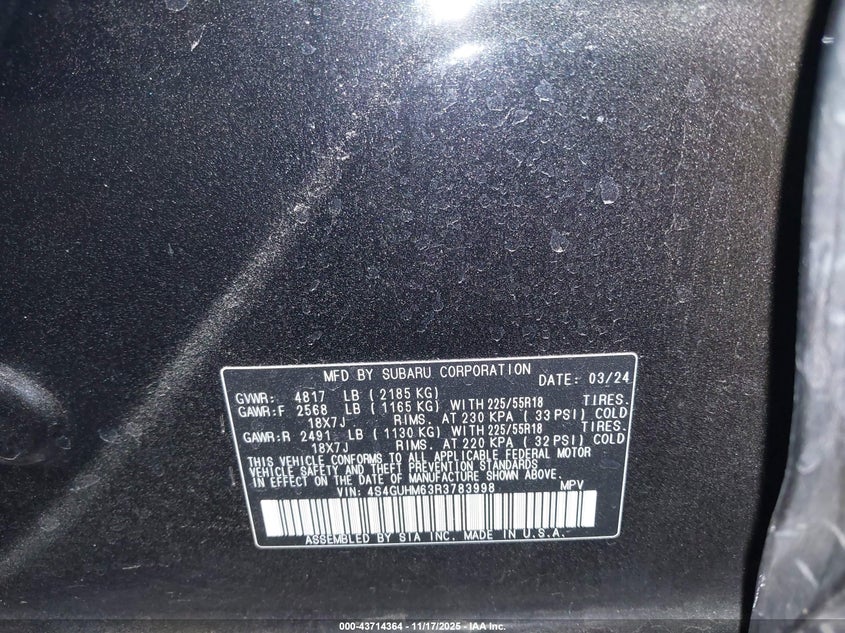 MFD BY SUBARU CORPORATION DATE: 03/24
GVWR: 4817 LB (2185 KG)
GAWR:F 2568 LB (1165 KG) WITH 225/55R18 TIRES.
18X7J RIMS. AT 230 KPA (33 PSI) COLD
GAWR:R 2491 LB (1130 KG) WITH 225/55R18 TIRES.
18X7J RIMS. AT 220 KPA (32 PSI) COLD
THIS VEHICLE CONFORMS TO ALL APPLICABLE FEDERAL MOTOR
VEHICLE SAFETY AND THEFT PREVENTION STANDARDS
IN EFFECT ON THE DATE OF MANUFACTURE SHOWN ABOVE.
VIN: 4S4GUHM63R3783998 MPV
ASSEMBLED BY SIA INC. MADE IN U.S.A.
000-43714364 - 11/17/2025 - IAA Inc.